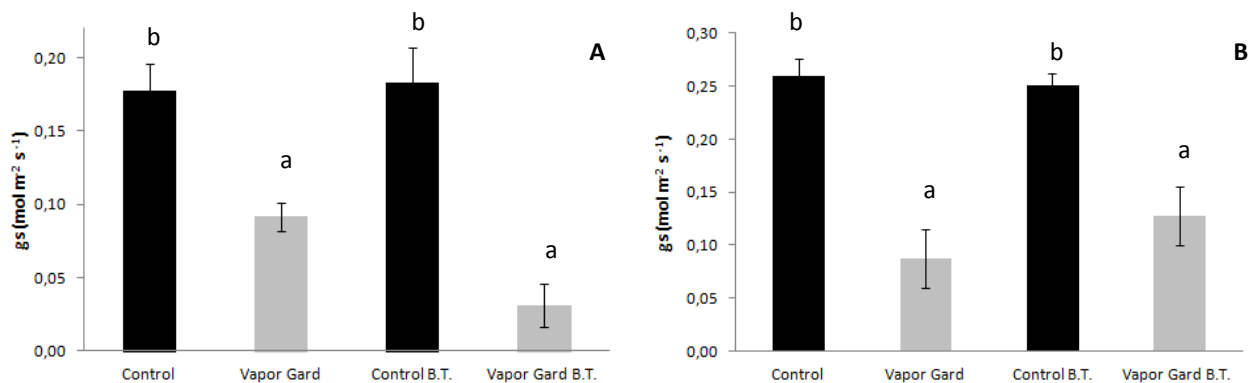 b
b
A
0,20
0,15
a
0,10
a
0,05
0,00
gs (mol m⁻² s⁻¹)
Control Vapor Gard Control B.T. Vapor Gard B.T.
b
b
B
0,30
0,25
0,20
a
0,15
a
0,10
0,05
0,00
gs (mol m⁻² s⁻¹)
Control Vapor Gard Control B.T. Vapor Gard B.T.